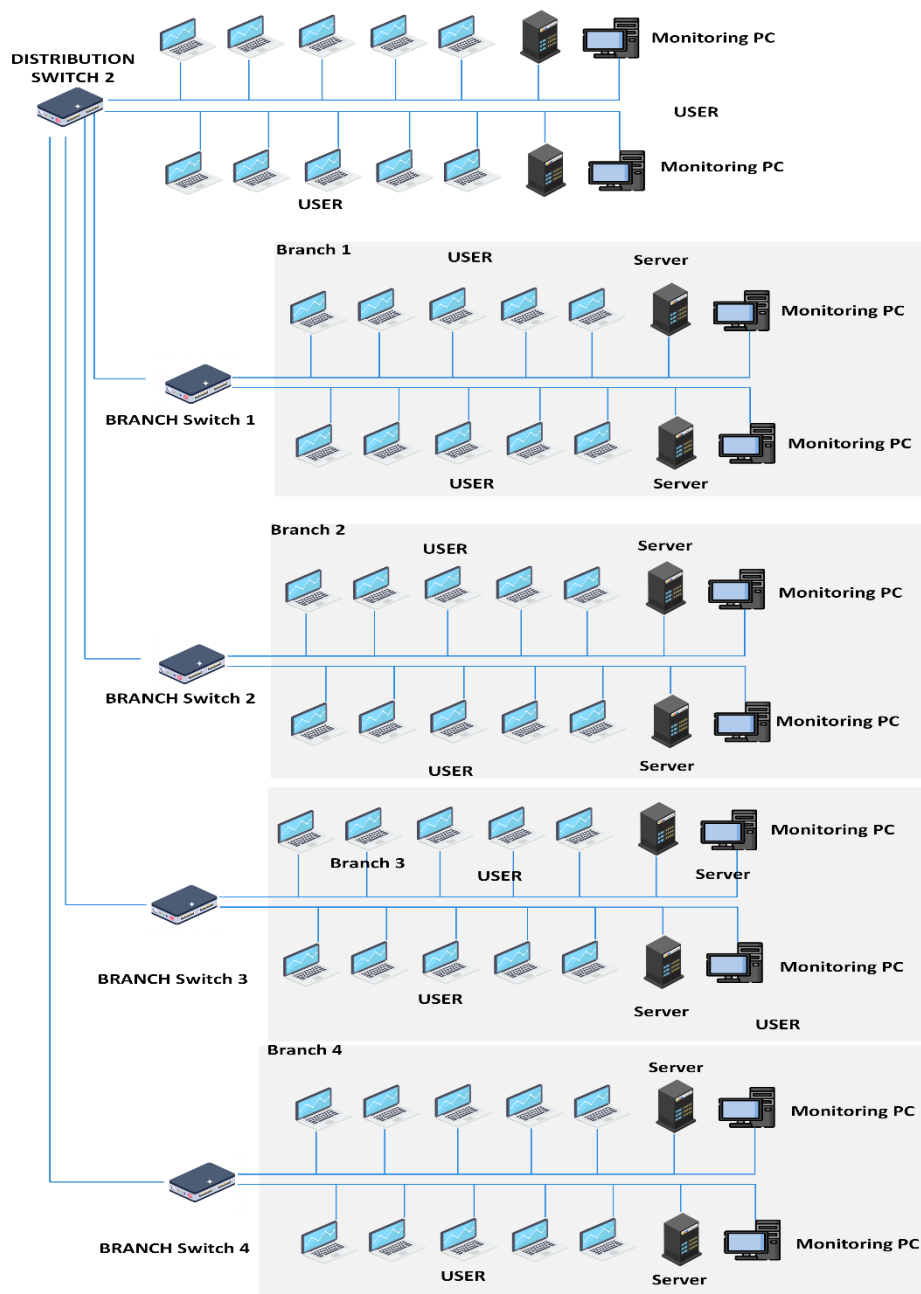 Monitoring PC
DISTRIBUTION
SWITCH 2
USER
Monitoring PC
USER
Branch 1
USER
Server
Monitoring PC
BRANCH Switch 1
Monitoring PC
USER
Server
Branch 2
USER
Server
Monitoring PC
BRANCH Switch 2
Monitoring PC
USER
Server
Monitoring PC
Branch 3
USER
Server
BRANCH Switch 3
Monitoring PC
USER
Server
USER
Branch 4
Server
Monitoring PC
BRANCH Switch 4
Monitoring PC
USER
Server